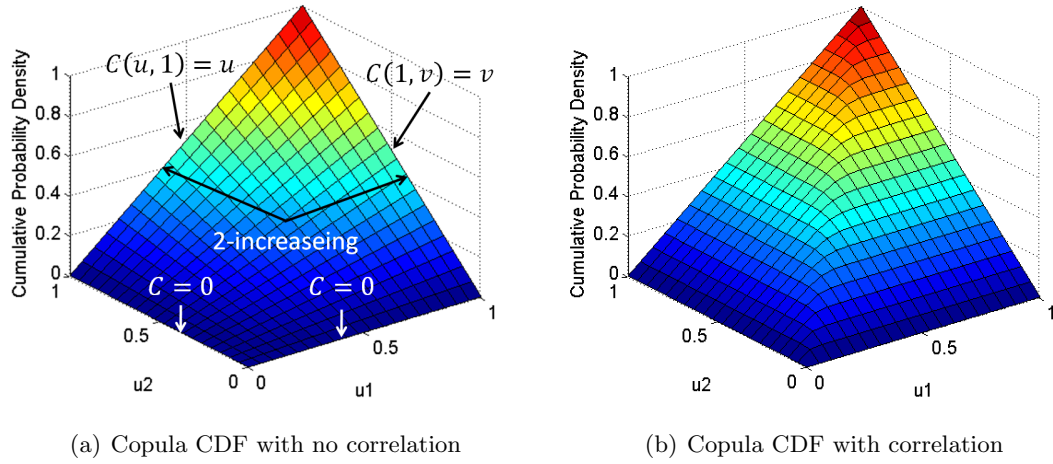 C(u, 1) = u
C(1, v) = v
Cumulative Probability Density
1
0.8
0.6
0.4
0.2
0
2-increaseing
C = 0
C = 0
1
0.5
0
0
0.5
1
u2
u1
(a) Copula CDF with no correlation
Cumulative Probability Density
1
0.8
0.6
0.4
0.2
0
1
0.5
0
0
0.5
1
u2
u1
(b) Copula CDF with correlation